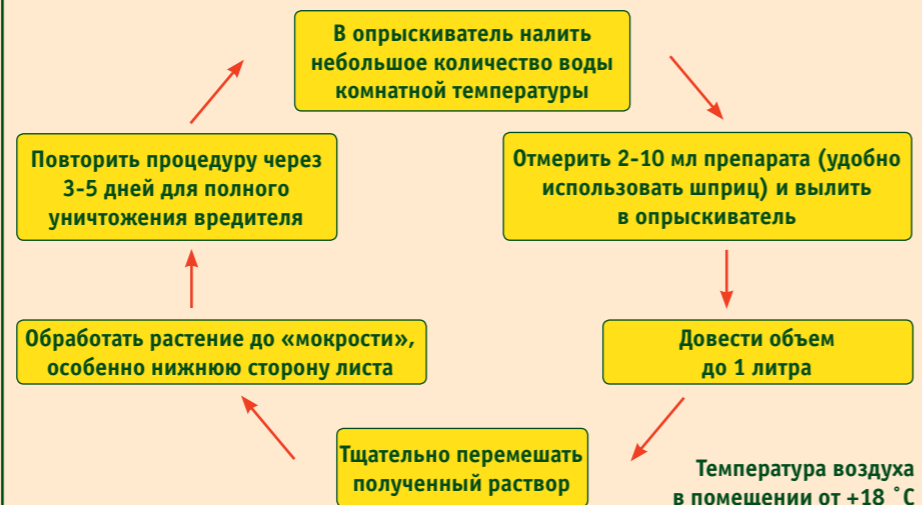 В опрыскиватель налить
небольшое количество воды
комнатной температуры
Отмерить 2-10 мл препарата (удобно
использовать шприц) и вылить
в опрыскиватель
Довести объем
до 1 литра
Тщательно перемешать
полученный раствор
Обработать растение до «мокрости»,
особенно нижнюю сторону листа
Повторить процедуру через
3-5 дней для полного
уничтожения вредителя
Температура воздуха
в помещении от +18 ˚С